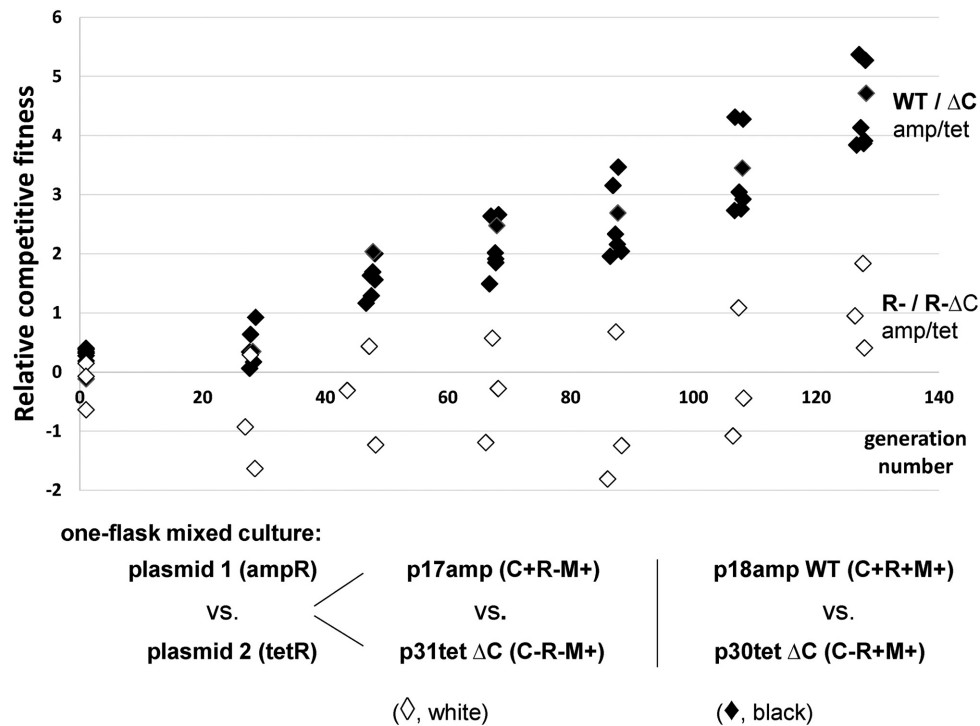 Relative competitive fitness
6
5
4
3
2
1
0
-1
-2
0 20 40 60 80 100 120 140
WT / ΔC
amp/tet
R- / R-ΔC
amp/tet
generation
number
one-flask mixed culture:
plasmid 1 (ampR) p17amp (C+R-M+) p18amp WT (C+R+M+)
vs. vs. vs.
plasmid 2 (tetR) p31tet ΔC (C-R-M+) p30tet ΔC (C-R+M+)
(◊, white) (♦, black)